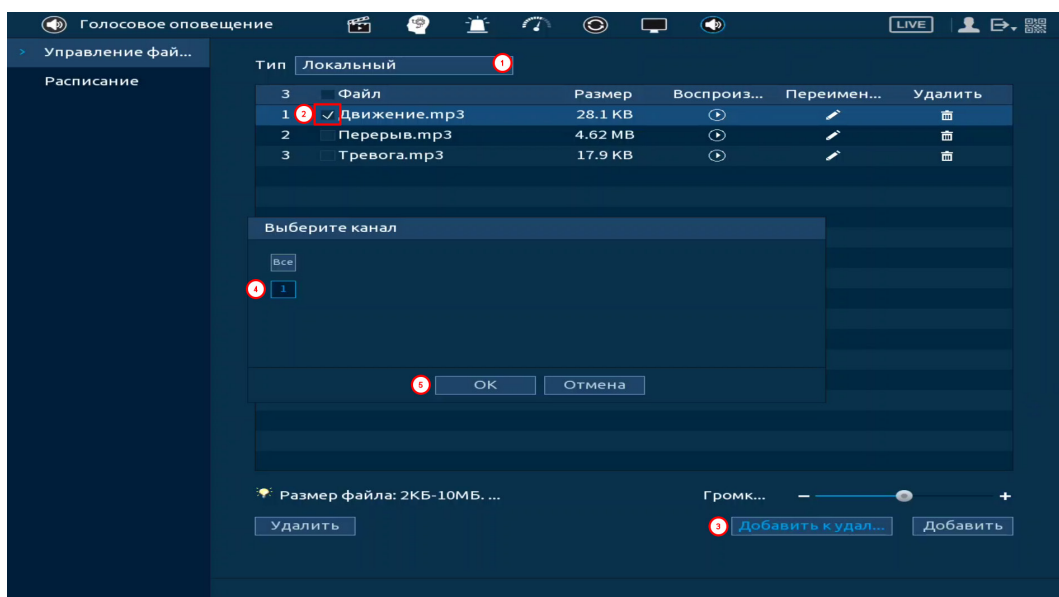 Голосовое оповещение LIVE
> Управление фай...
Расписание
Тип Локальный 1
3 Файл Размер Воспроиз... Переимен... Удалить
1 2 Движение.mp3 28.1 KB
2 Перерыв.mp3 4.62 MB
3 Тревога.mp3 17.9 KB
Выберите канал
Все
4 1
5 OK Отмена
Размер файла: 2КБ-10МБ. ... Громк... − +
Удалить 3 Добавить к удал... Добавить